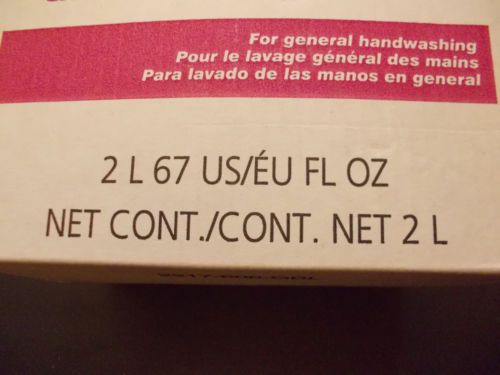 For general handwashing
Pour le lavage général des mains
Para lavado de las manos en general
2 L 67 US/ÉU FL OZ
NET CONT./CONT. NET 2 L